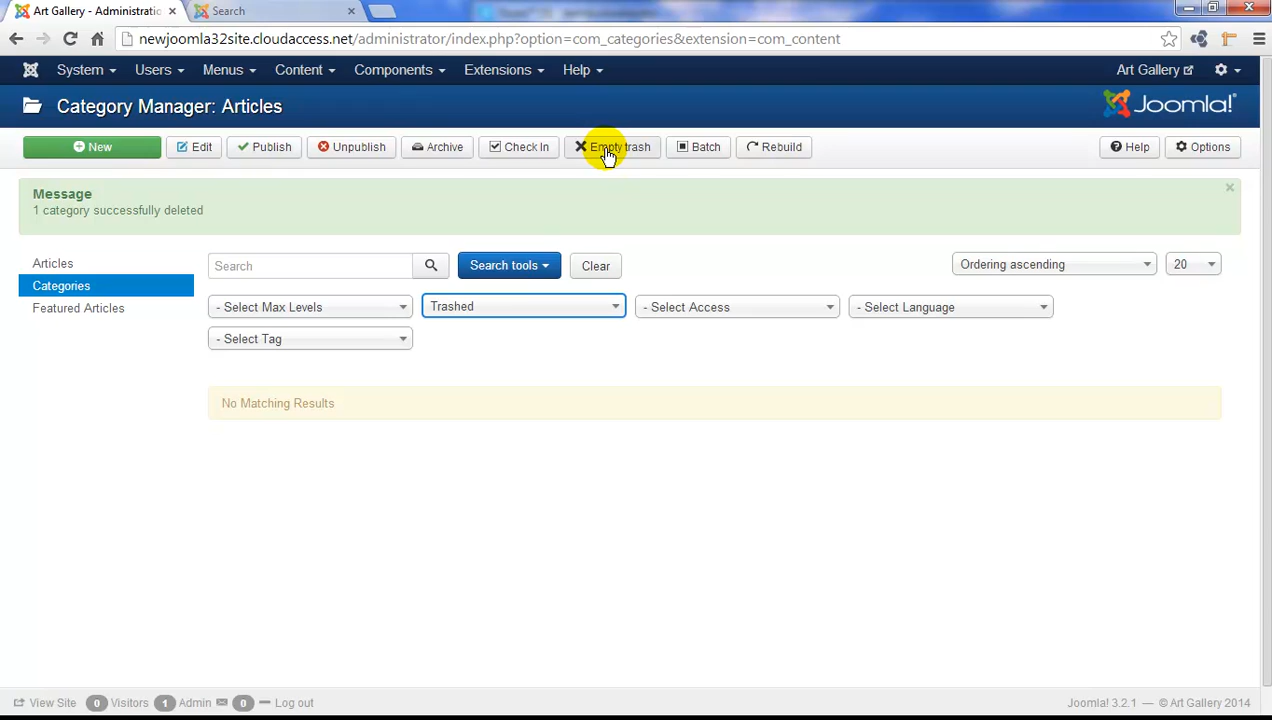 Art Gallery - Administratio
Search
newjoomla32site.cloudaccess.net/administrator/index.php?option=com_categories&extension=com_content
System Users Menus Content Components Extensions Help Art Gallery
Category Manager: Articles Joomla!®
New Edit Publish Unpublish Archive Check In Empty trash Batch Rebuild Help Options
Message
1 category successfully deleted
Articles
Categories
Featured Articles
Search Search tools Clear Ordering ascending 20
- Select Max Levels Trashed - Select Access - Select Language
- Select Tag
No Matching Results
View Site 0 Visitors 1 Admin 0 Log out Joomla! 3.2.1 — © Art Gallery 2014